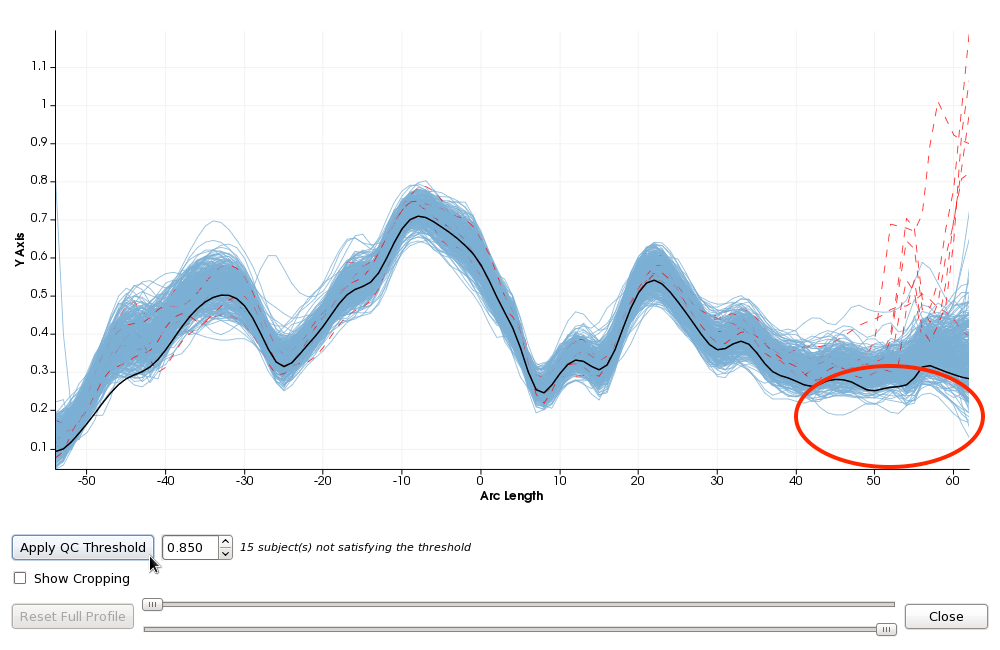 1.1
1
0.9
0.8
0.7
0.6
0.5
0.4
0.3
0.2
0.1
Y Axis
-50 -40 -30 -20 -10 0 10 20 30 40 50 60
Arc Length
Apply QC Threshold 0.850 15 subject(s) not satisfying the threshold
Show Cropping
Reset Full Profile Close